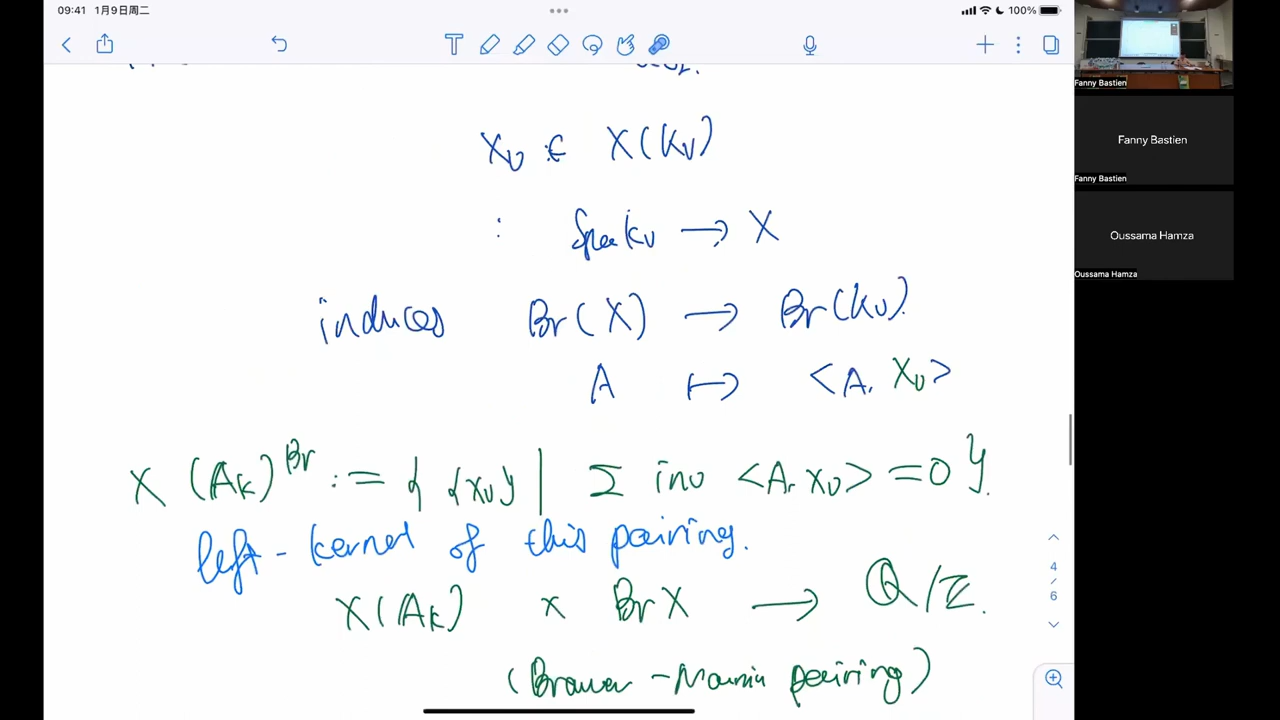 09:41 1月9日周二
100%
x_v ∈ X(k_v)
: Spec k_v → X
induces Br(X) → Br(k_v)
A ↦ <A, x_v>
X(A_k)^Br := { {x_v} | Σ inv <A, x_v> = 0 }.
left-kernel of this pairing.
X(A_k) × Br X → Q/Z.
(Brauer-Manin pairing)
4
/
6
Fanny Bastien
Fanny Bastien
Fanny Bastien
Oussama Hamza
Oussama Hamza